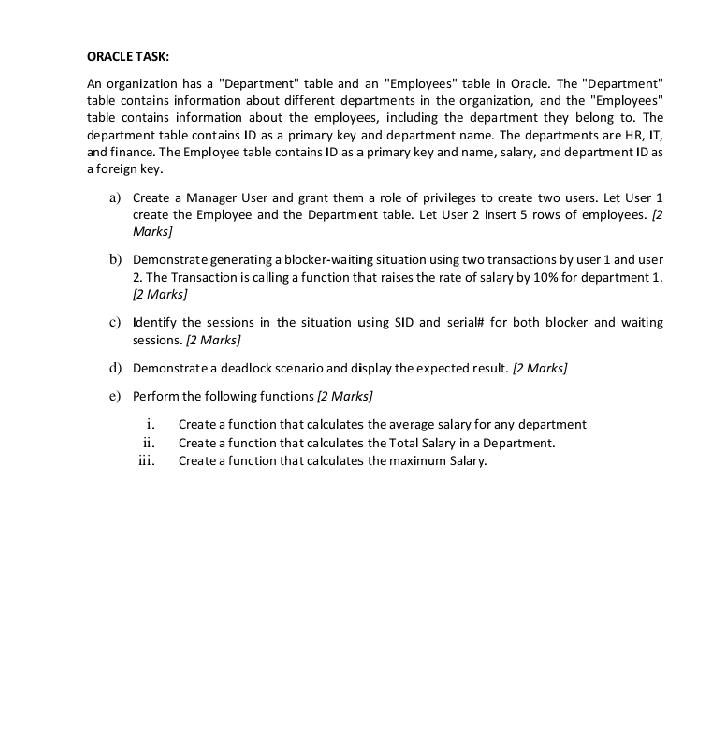 ORACLE TASK:
An organization has a "Department" table and an "Employees" table in Oracle. The "Department"
table contains information about different departments in the organization, and the "Employees"
table contains information about the employees, including the department they belong to. The
department table contains ID as a primary key and department name. The departments are HR, IT,
and finance. The Employee table contains ID as a primary key and name, salary, and department ID as
a foreign key.
a) Create a Manager User and grant them a role of privileges to create two users. Let User 1
create the Employee and the Department table. Let User 2 insert 5 rows of employees. [2
Marks]
b) Demonstrate generating a blocker-waiting situation using two transactions by user 1 and user
2. The Transaction is calling a function that raises the rate of salary by 10% for department 1.
[2 Marks]
c) Identify the sessions in the situation using SID and serial# for both blocker and waiting
sessions. [2 Marks]
d) Demonstrate a deadlock scenario and display the expected result. [2 Marks]
e) Perform the following functions [2 Marks]
i. Create a function that calculates the average salary for any department
ii. Create a function that calculates the Total Salary in a Department.
iii. Create a function that calculates the maximum Salary.